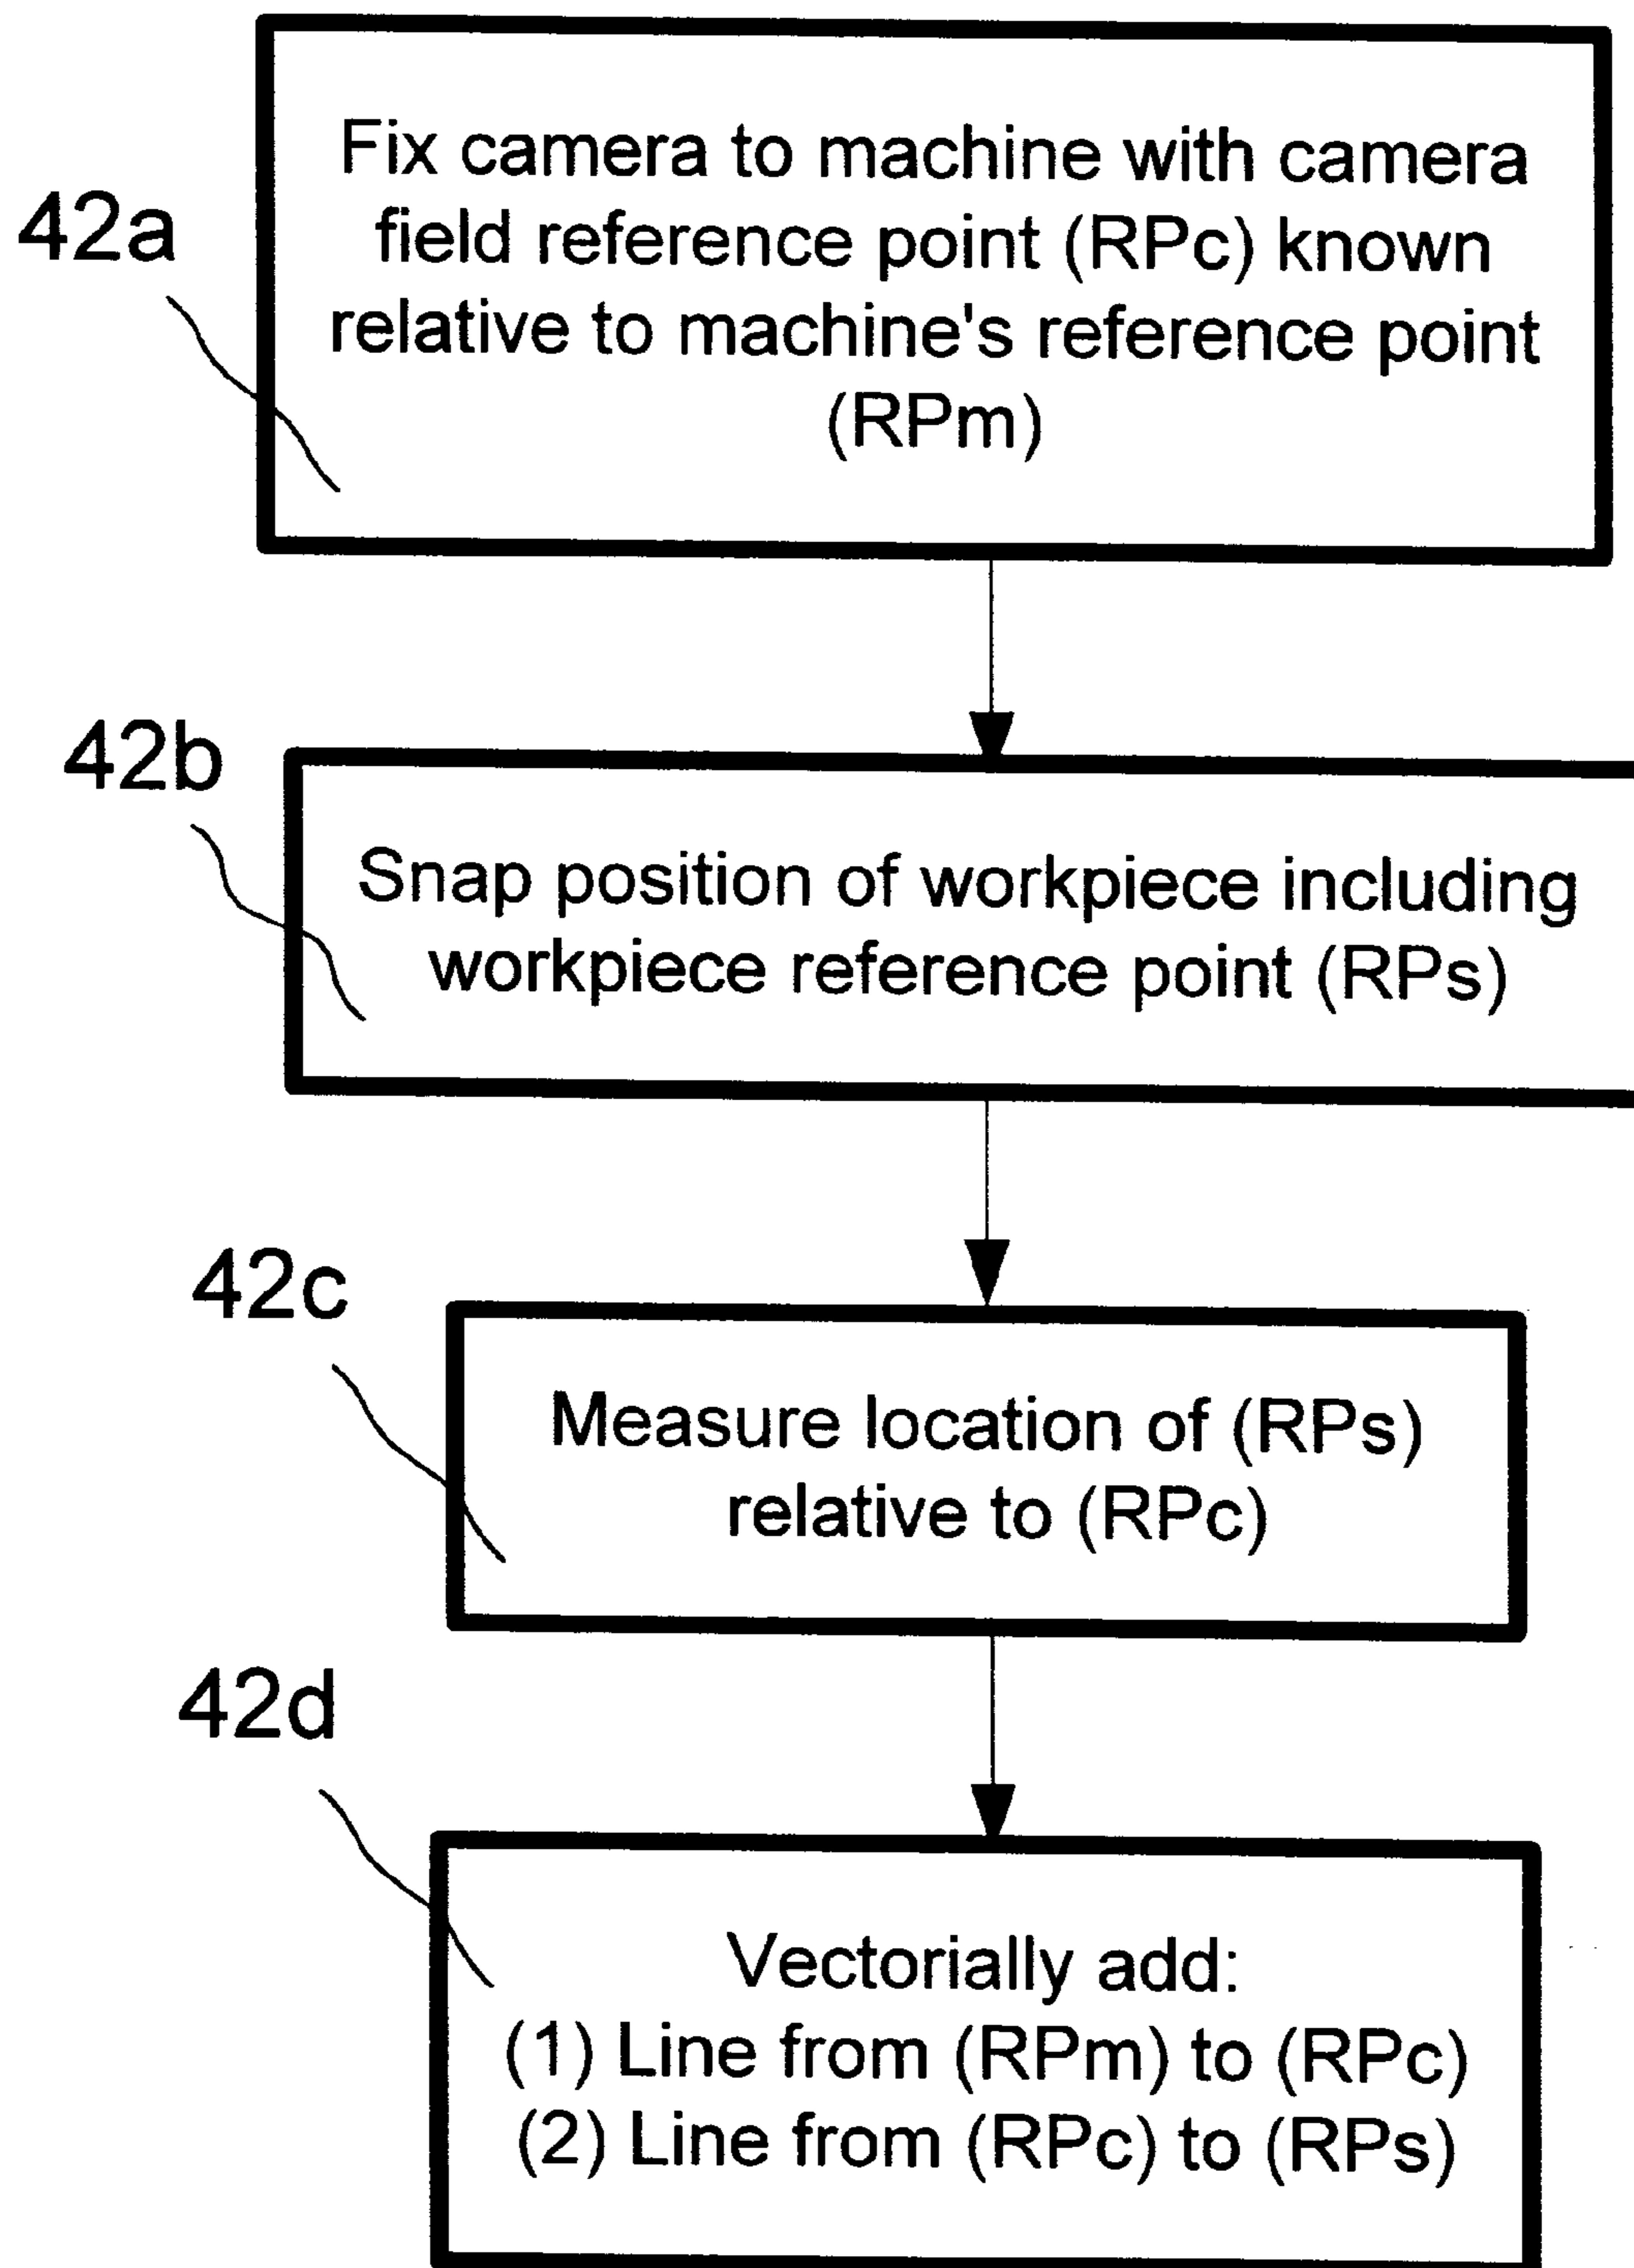 42a
Fix camera to machine with camera
field reference point (RPc) known
relative to machine's reference point
(RPm)
42b
Snap position of workpiece including
workpiece reference point (RPs)
42c
Measure location of (RPs)
relative to (RPc)
42d
Vectorially add:
(1) Line from (RPm) to (RPc)
(2) Line from (RPc) to (RPs)